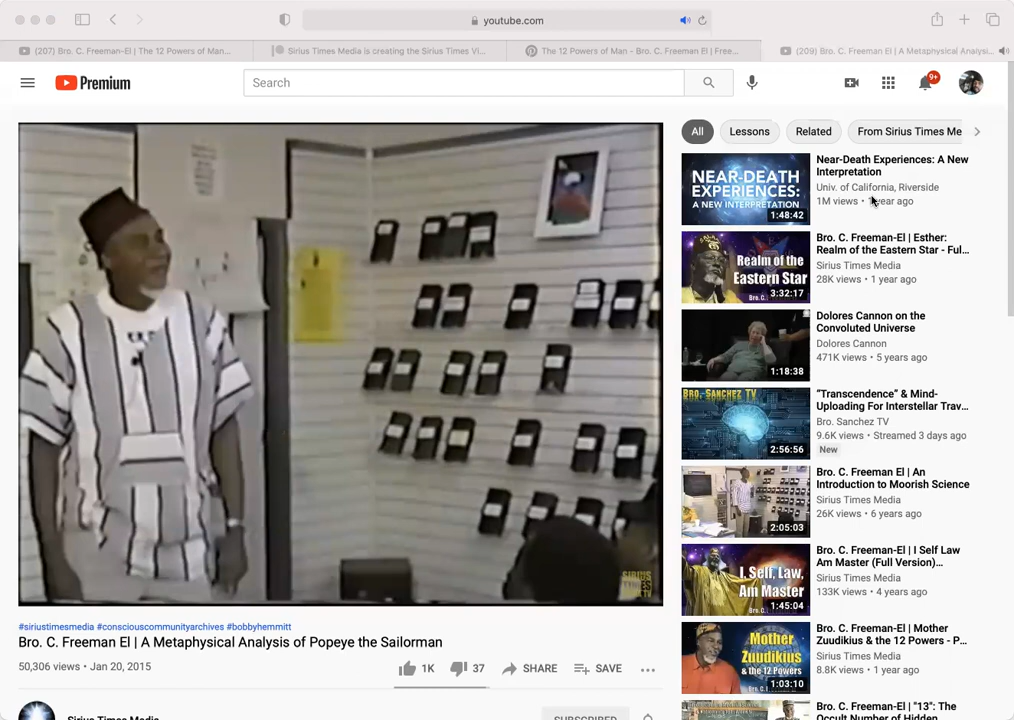 youtube.com
(207) Bro. C. Freeman-El | The 12 Powers of Man...
Sirius Times Media is creating the Sirius Times Vi...
The 12 Powers of Man - Bro. C. Freeman El | Free...
(209) Bro. C. Freeman El | A Metaphysical Analysi...
Premium
Search
9+
All
Lessons
Related
From Sirius Times Me
NEAR-DEATH
EXPERIENCES:
A NEW INTERPRETATION
1:48:42
Near-Death Experiences: A New
Interpretation
Univ. of California, Riverside
1M views • 1 year ago
Realm of the
Eastern Star
Bro. C.
3:32:17
Bro. C. Freeman-El | Esther:
Realm of the Eastern Star - Ful...
Sirius Times Media
28K views • 1 year ago
1:18:38
Dolores Cannon on the
Convoluted Universe
Dolores Cannon
471K views • 5 years ago
BRO. SANCHEZ TV
2:56:56
“Transcendence” & Mind-
Uploading For Interstellar Trav...
Bro. Sanchez TV
9.6K views • Streamed 3 days ago
New
2:05:03
Bro. C. Freeman El | An
Introduction to Moorish Science
Sirius Times Media
26K views • 6 years ago
I, Self, Law,
Am Master
1:45:04
Bro. C. Freeman-El | I Self Law
Am Master (Full Version)...
Sirius Times Media
133K views • 4 years ago
Mother
Zuudikius
& the 12 Powers
1:03:10
Bro. C. Freeman-El | Mother
Zuudikius & the 12 Powers - P...
Sirius Times Media
8.8K views • 1 year ago
Bro. C. Freeman-El | "13": The
Occult Number of Hidden
SIRIUS
TIMES
#siriustimesmedia #consciouscommunityarchives #bobbyhemmitt
Bro. C. Freeman El | A Metaphysical Analysis of Popeye the Sailorman
50,306 views • Jan 20, 2015
1K
37
SHARE
SAVE
Sirius Times Media
SUBSCRIBED